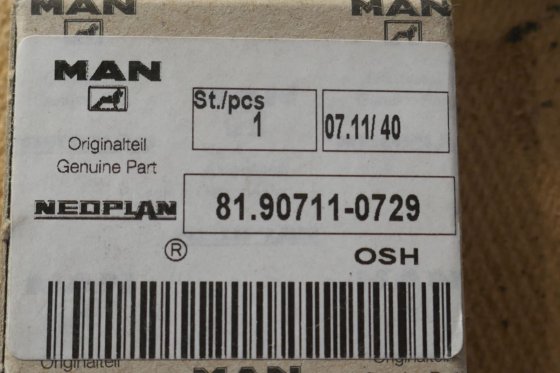 MAN
MAN
MAN
St./pcs
1
07.11/ 40
Originalteil
Genuine Part
NEOPLAN
81.90711-0729
®
OSH
Originalteil
Originalteil
MAN